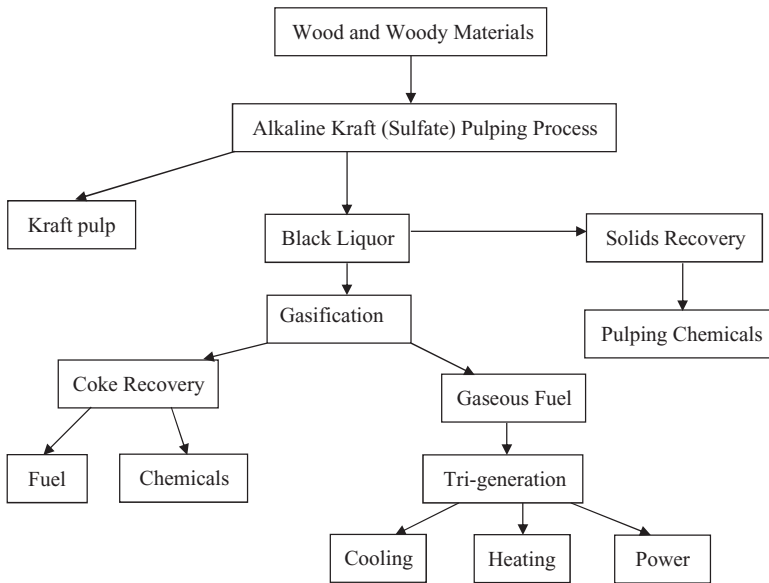 Wood and Woody Materials
Alkaline Kraft (Sulfate) Pulping Process
Kraft pulp
Black Liquor
Solids Recovery
Gasification
Pulping Chemicals
Coke Recovery
Gaseous Fuel
Fuel
Chemicals
Tri-generation
Cooling
Heating
Power